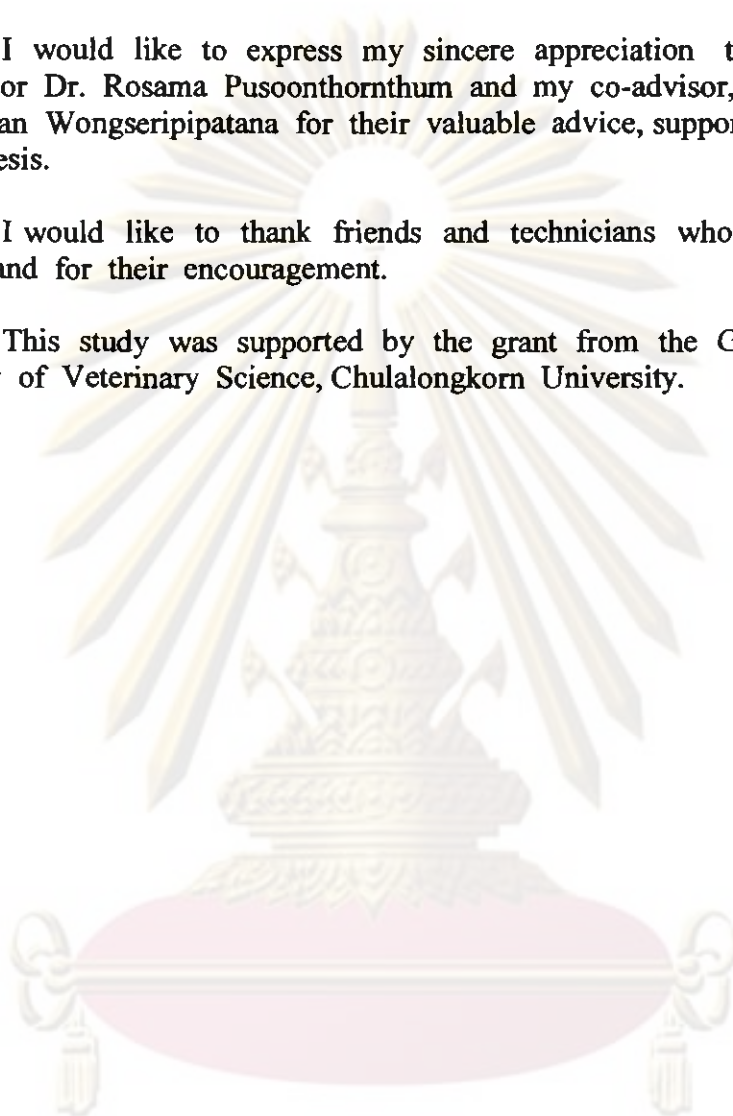 I would like to express my sincere appreciation t
or Dr. Rosama Pusoonthornthum and my co-advisor,
an Wongseripipatana for their valuable advice, suppor
esis.
I would like to thank friends and technicians who
and for their encouragement.
This study was supported by the grant from the G
of Veterinary Science, Chulalongkorn University.